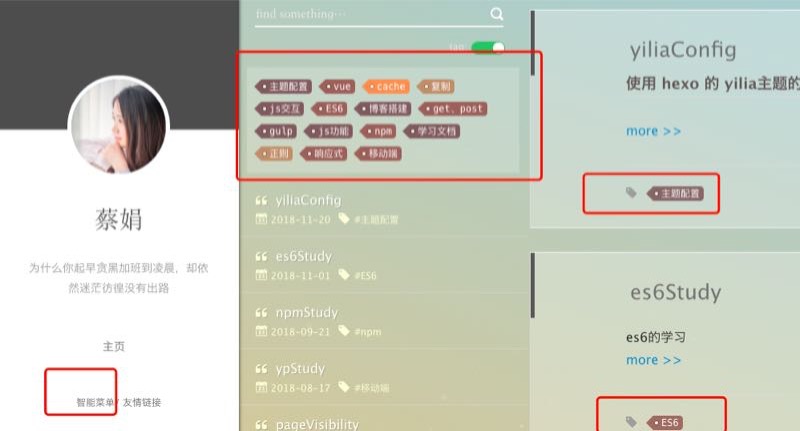 蔡娟
为什么你起早贪黑加班到凌晨，却依
然迷茫彷徨没有出路
主页
智能菜单/ 友情链接
find something…
tag
主题配置 vue cache 复制
js交互 ES6 博客搭建 get、post
gulp js功能 npm 学习文档
正则 响应式 移动端
yiliaConfig
2018-11-20 #主题配置
es6Study
2018-11-01 #ES6
npmStudy
2018-09-21 #npm
ypStudy
2018-08-17 #移动端
pageVisibility
yiliaConfig
使用 hexo 的 yilia主题的
more >>
主题配置
es6Study
es6的学习
more >>
ES6